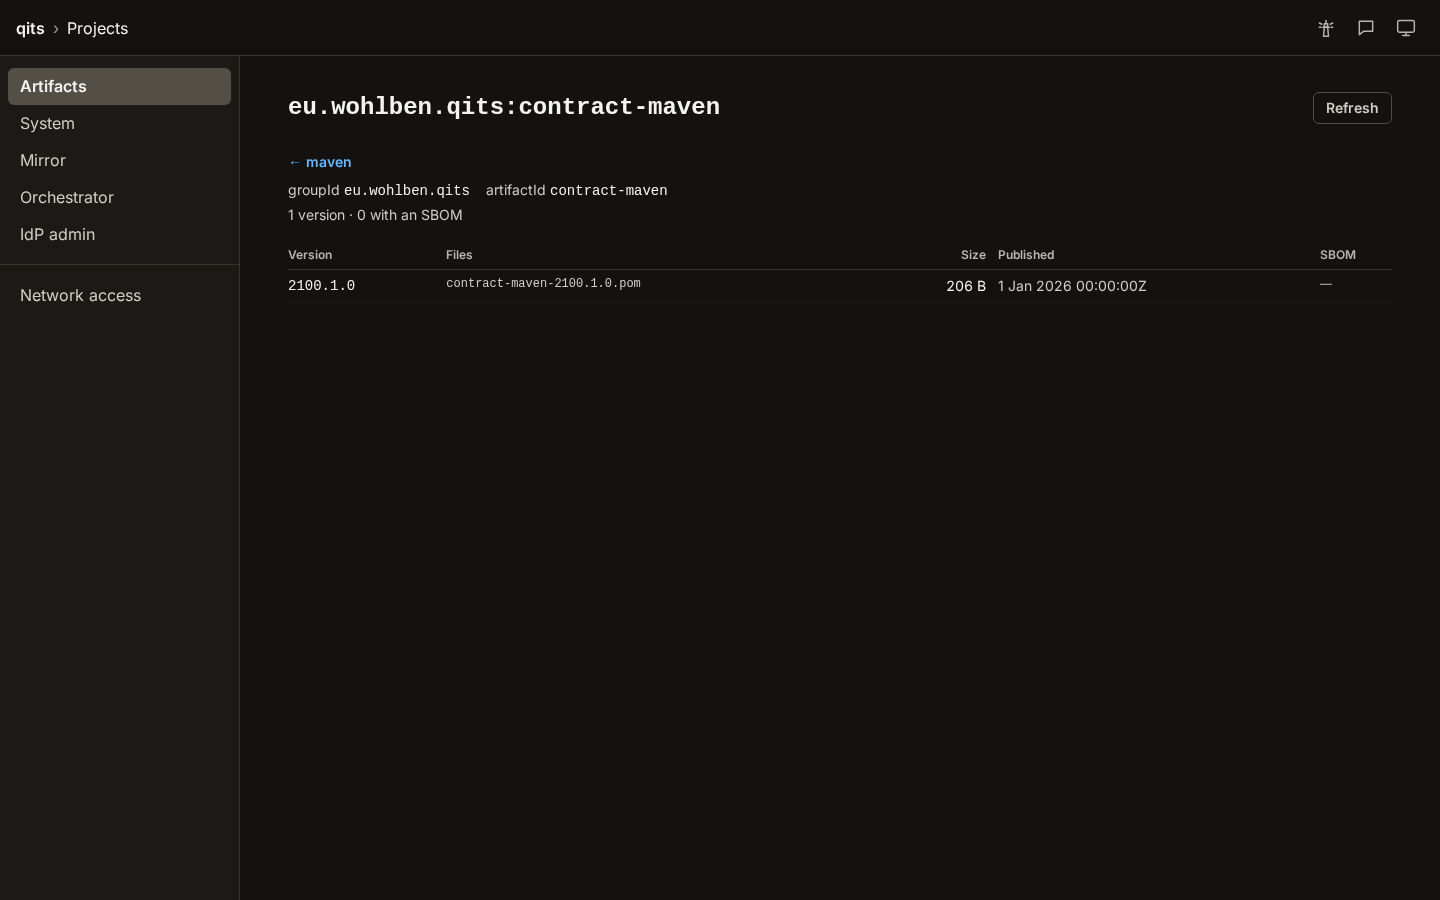 qits › Projects
Artifacts
System
Mirror
Orchestrator
IdP admin
Network access
eu.wohlben.qits:contract-maven
Refresh
← maven
groupId eu.wohlben.qits artifactId contract-maven
1 version · 0 with an SBOM
Version Files Size Published SBOM
2100.1.0 contract-maven-2100.1.0.pom 206 B 1 Jan 2026 00:00:00Z —